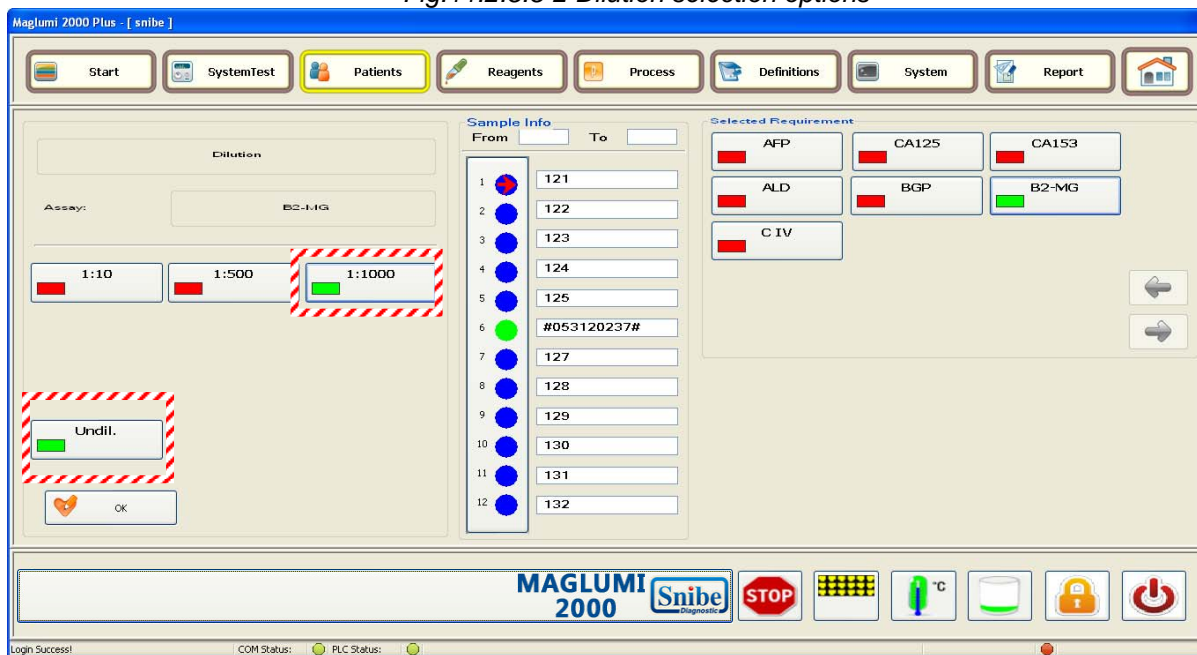 Fig.14.2.3.3-2 Dilution selection options
Maglumi 2000 Plus - [ snibe ]
Start SystemTest Patients Reagents Process Definitions System Report
Dilution
Assay: B2-MG
1:10 1:500 1:1000
Undil.
OK
Sample Info
From To
1 121
2 122
3 123
4 124
5 125
6 #053120237#
7 127
8 128
9 129
10 130
11 131
12 132
Selected Requirement
AFP CA125 CA153
ALD BGP B2-MG
C IV
MAGLUMI
2000
Snibe
Diagnostic
STOP
°C
Login Success! COM Status: PLC Status: